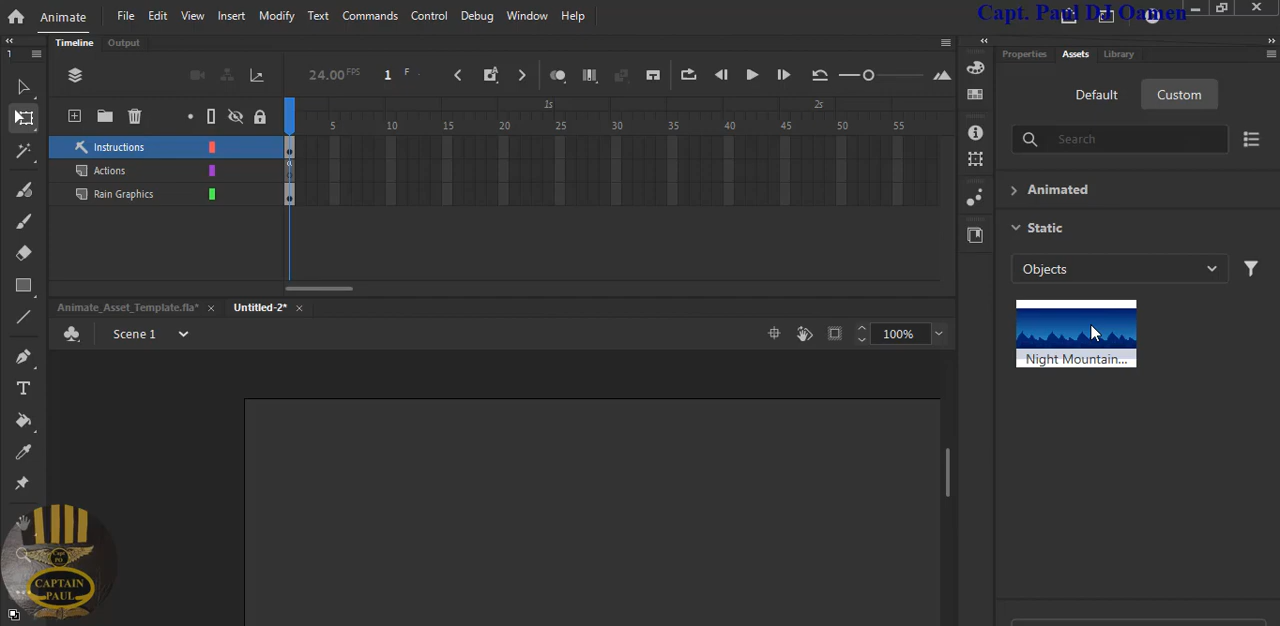 Animate File Edit View Insert Modify Text Commands Control Debug Window Help Capt. Paul DJ Oamen
Timeline Output
Properties Assets Library
1
24.00 FPS 1 F
Default Custom
1s 2s
5 10 15 20 25 30 35 40 45 50 55
Search
Instructions
Actions
Rain Graphics
Animated
Static
Objects
Animate_Asset_Template.fla* × Untitled-2* ×
Scene 1 100%
Night Mountain...
Capt
PO
CAPTAIN
PAUL